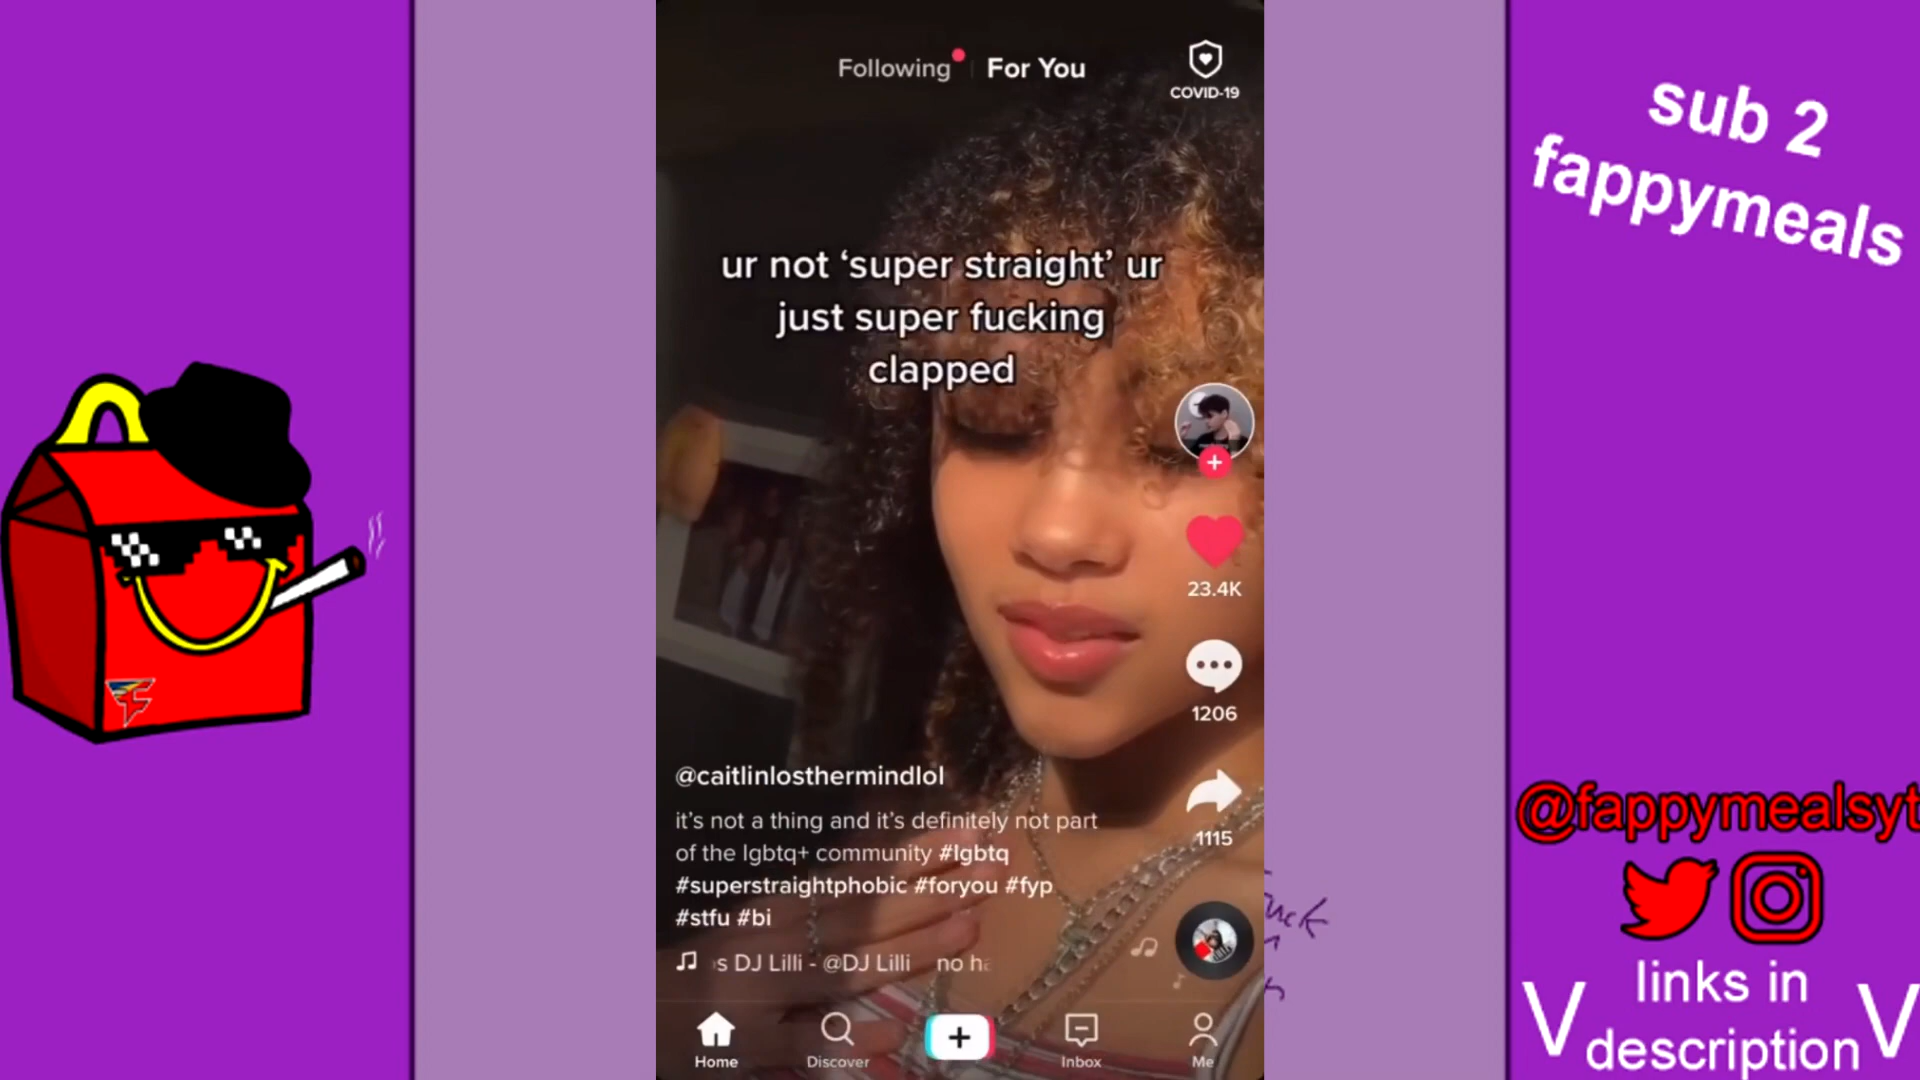 Following
For You
COVID-19
sub 2
fappymeals
ur not ‘super straight’ ur
just super fucking
clapped
23.4K
1206
@caitlinlosthermindlol
it’s not a thing and it’s definitely not part
of the lgbtq+ community #lgbtq
#superstraightphobic #foryou #fyp
#stfu #bi
1115
s DJ Lilli - @DJ Lilli no ha
@fappymealsyt
V links in V
description
Home
Discover
Inbox
Me